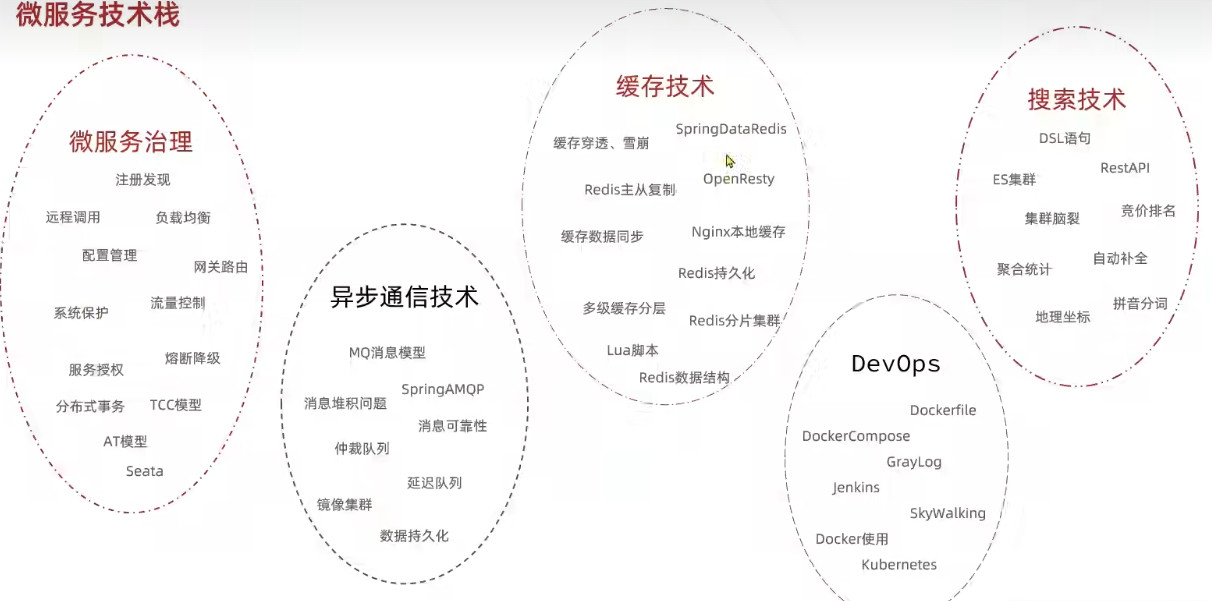 微服务技术栈
微服务治理
注册发现
远程调用
负载均衡
配置管理
网关路由
流量控制
系统保护
熔断降级
服务授权
分布式事务
TCC模型
AT模型
Seata
异步通信技术
MQ消息模型
SpringAMQP
消息堆积问题
消息可靠性
仲裁队列
延迟队列
镜像集群
数据持久化
缓存技术
SpringDataRedis
缓存穿透、雪崩
OpenResty
Redis主从复制
Nginx本地缓存
缓存数据同步
Redis持久化
多级缓存分层
Redis分片集群
Lua脚本
Redis数据结构
DevOps
Dockerfile
DockerCompose
GrayLog
Jenkins
SkyWalking
Docker使用
Kubernetes
搜索技术
DSL语句
RestAPI
ES集群
竞价排名
集群脑裂
自动补全
聚合统计
拼音分词
地理坐标